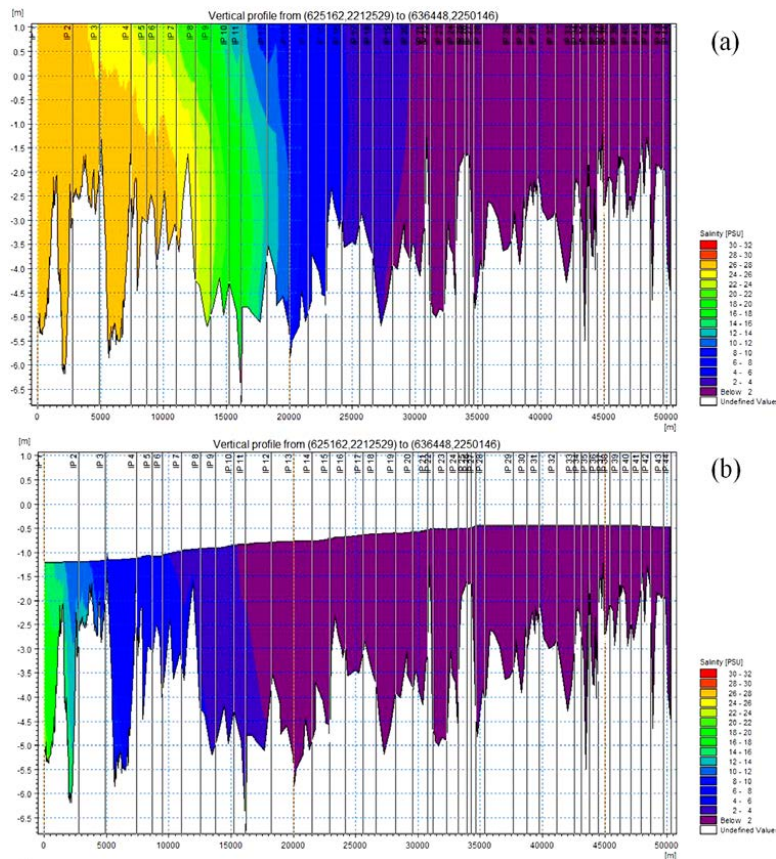 [m]
Vertical profile from (625162,2212529) to (636448,2250146)
(a)
1.0
0.5
0.0
-0.5
-1.0
-1.5
-2.0
-2.5
-3.0
-3.5
-4.0
-4.5
-5.0
-5.5
-6.0
-6.5
IP 2
IP 3
IP 4
IP 5
IP 6
IP 7
IP 8
IP 9
IP 10
IP 11
0
5000
10000
15000
20000
25000
30000
35000
40000
45000
50000
[m]
Salinity [PSU]
30 - 32
28 - 30
26 - 28
24 - 26
22 - 24
20 - 22
18 - 20
16 - 18
14 - 16
12 - 14
10 - 12
8 - 10
6 - 8
4 - 6
2 - 4
Below 2
Undefined Value
[m]
Vertical profile from (625162,2212529) to (636448,2250146)
(b)
1.0
0.5
0.0
-0.5
-1.0
-1.5
-2.0
-2.5
-3.0
-3.5
-4.0
-4.5
-5.0
-5.5
-6.0
-6.5
IP 2
IP 3
IP 4
IP 5
IP 6
IP 7
IP 8
IP 9
IP 10
IP 11
IP 12
IP 13
IP 14
IP 15
IP 16
IP 17
IP 18
IP 19
IP 20
IP 23
IP 24
IP 28
IP 29
IP 30
IP 31
IP 32
IP 33
IP 39
IP 40
IP 41
IP 42
IP 43
0
5000
10000
15000
20000
25000
30000
35000
40000
45000
50000
[m]
Salinity [PSU]
30 - 32
28 - 30
26 - 28
24 - 26
22 - 24
20 - 22
18 - 20
16 - 18
14 - 16
12 - 14
10 - 12
8 - 10
6 - 8
4 - 6
2 - 4
Below 2
Undefined Value